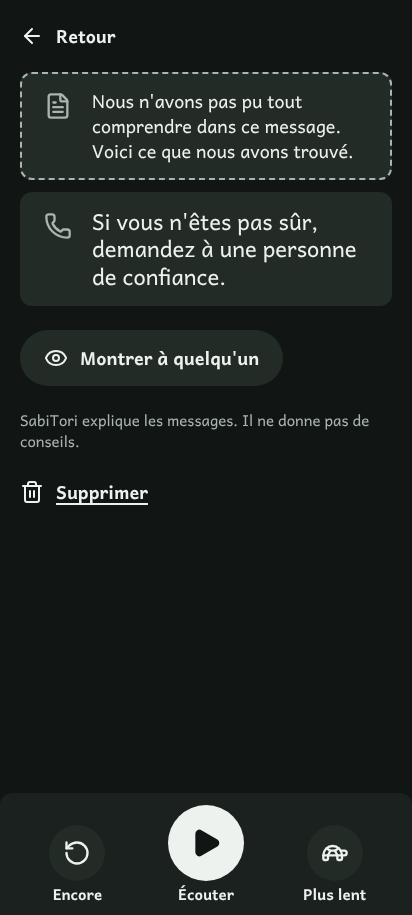 Retour
Nous n'avons pas pu tout
comprendre dans ce message.
Voici ce que nous avons trouvé.
Si vous n'êtes pas sûr,
demandez à une personne
de confiance.
Montrer à quelqu'un
SabiTori explique les messages. Il ne donne pas de
conseils.
Supprimer
Encore
Écouter
Plus lent